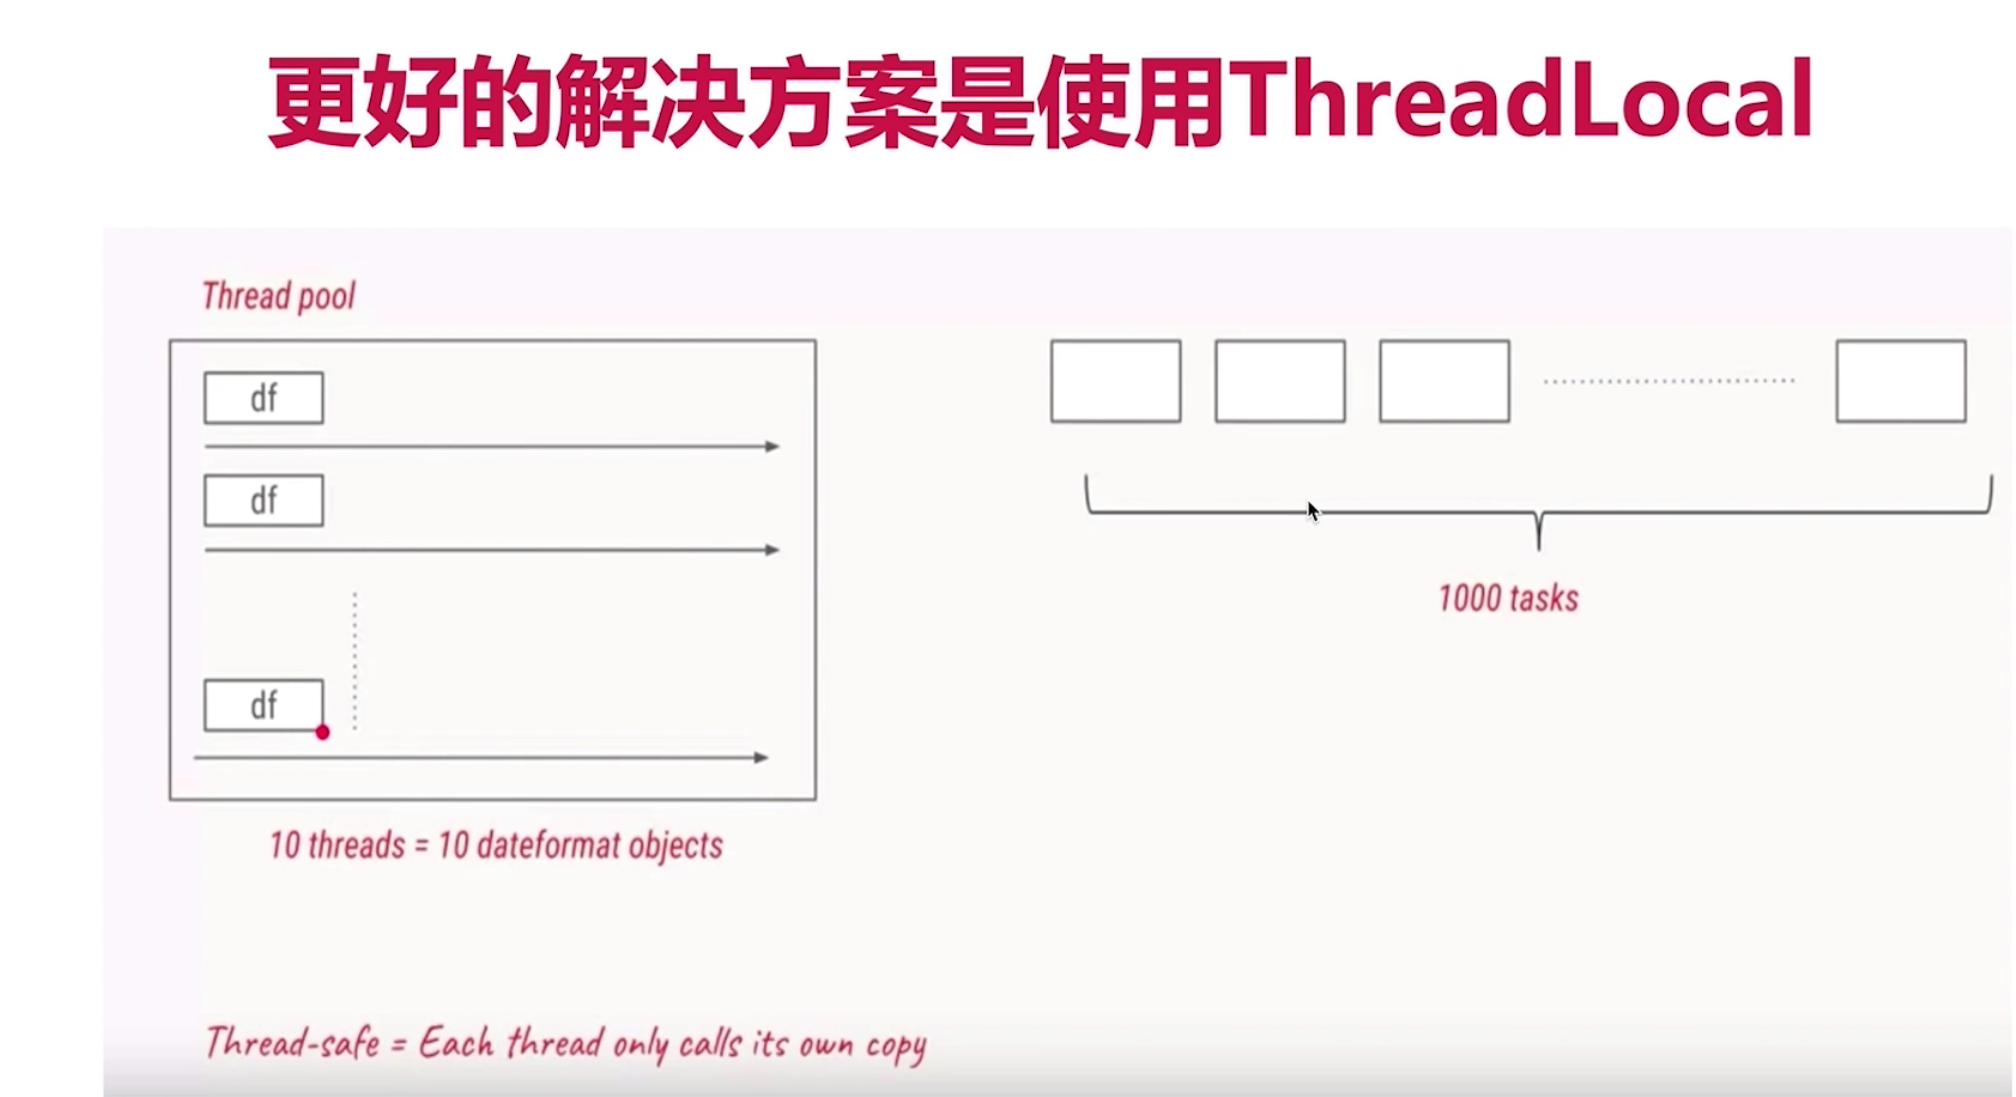 更好的解决方案是使用ThreadLocal
Thread pool
df
df
df
10 threads = 10 dateformat objects
1000 tasks
Thread-safe = Each thread only calls its own copy